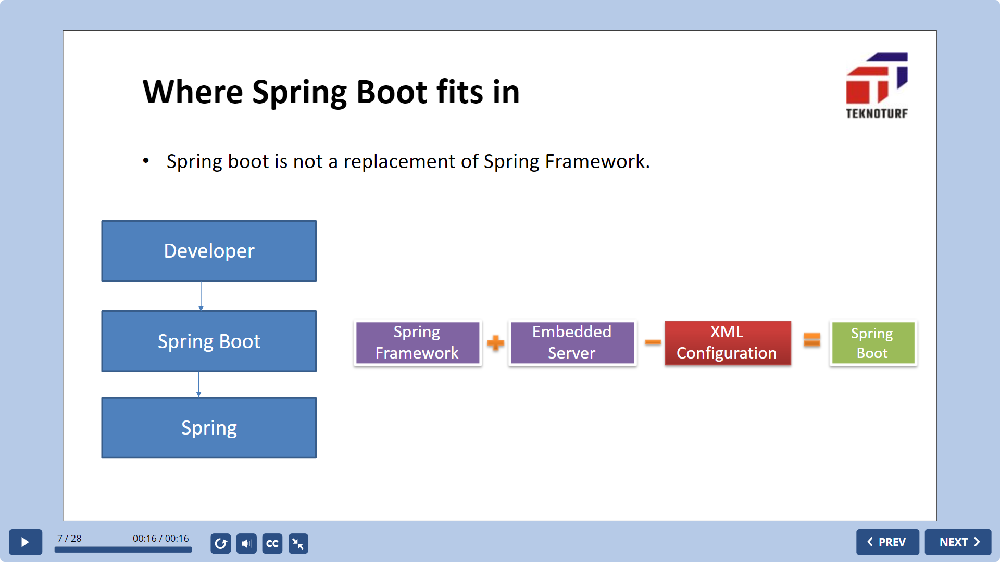 Where Spring Boot fits in
TEKNOTURF
• Spring boot is not a replacement of Spring Framework.
Developer
Spring Boot
Spring
Spring
Framework
Embedded
Server
XML
Configuration
Spring
Boot
7 / 28
00:16 / 00:16
CC
PREV
NEXT